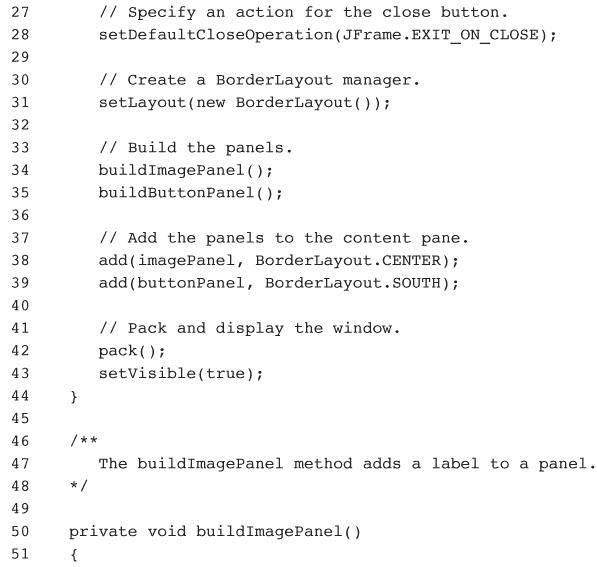 27 // Specify an action for the close button.
28 setDefaultCloseOperation(JFrame.EXIT_ON_CLOSE);
29
30 // Create a BorderLayout manager.
31 setLayout(new BorderLayout());
32
33 // Build the panels.
34 buildImagePanel();
35 buildButtonPanel();
36
37 // Add the panels to the content pane.
38 add(imagePanel, BorderLayout.CENTER);
39 add(buttonPanel, BorderLayout.SOUTH);
40
41 // Pack and display the window.
42 pack();
43 setVisible(true);
44 }
45
46 /**
47 The buildImagePanel method adds a label to a panel.
48 */
49
50 private void buildImagePanel()
51 {